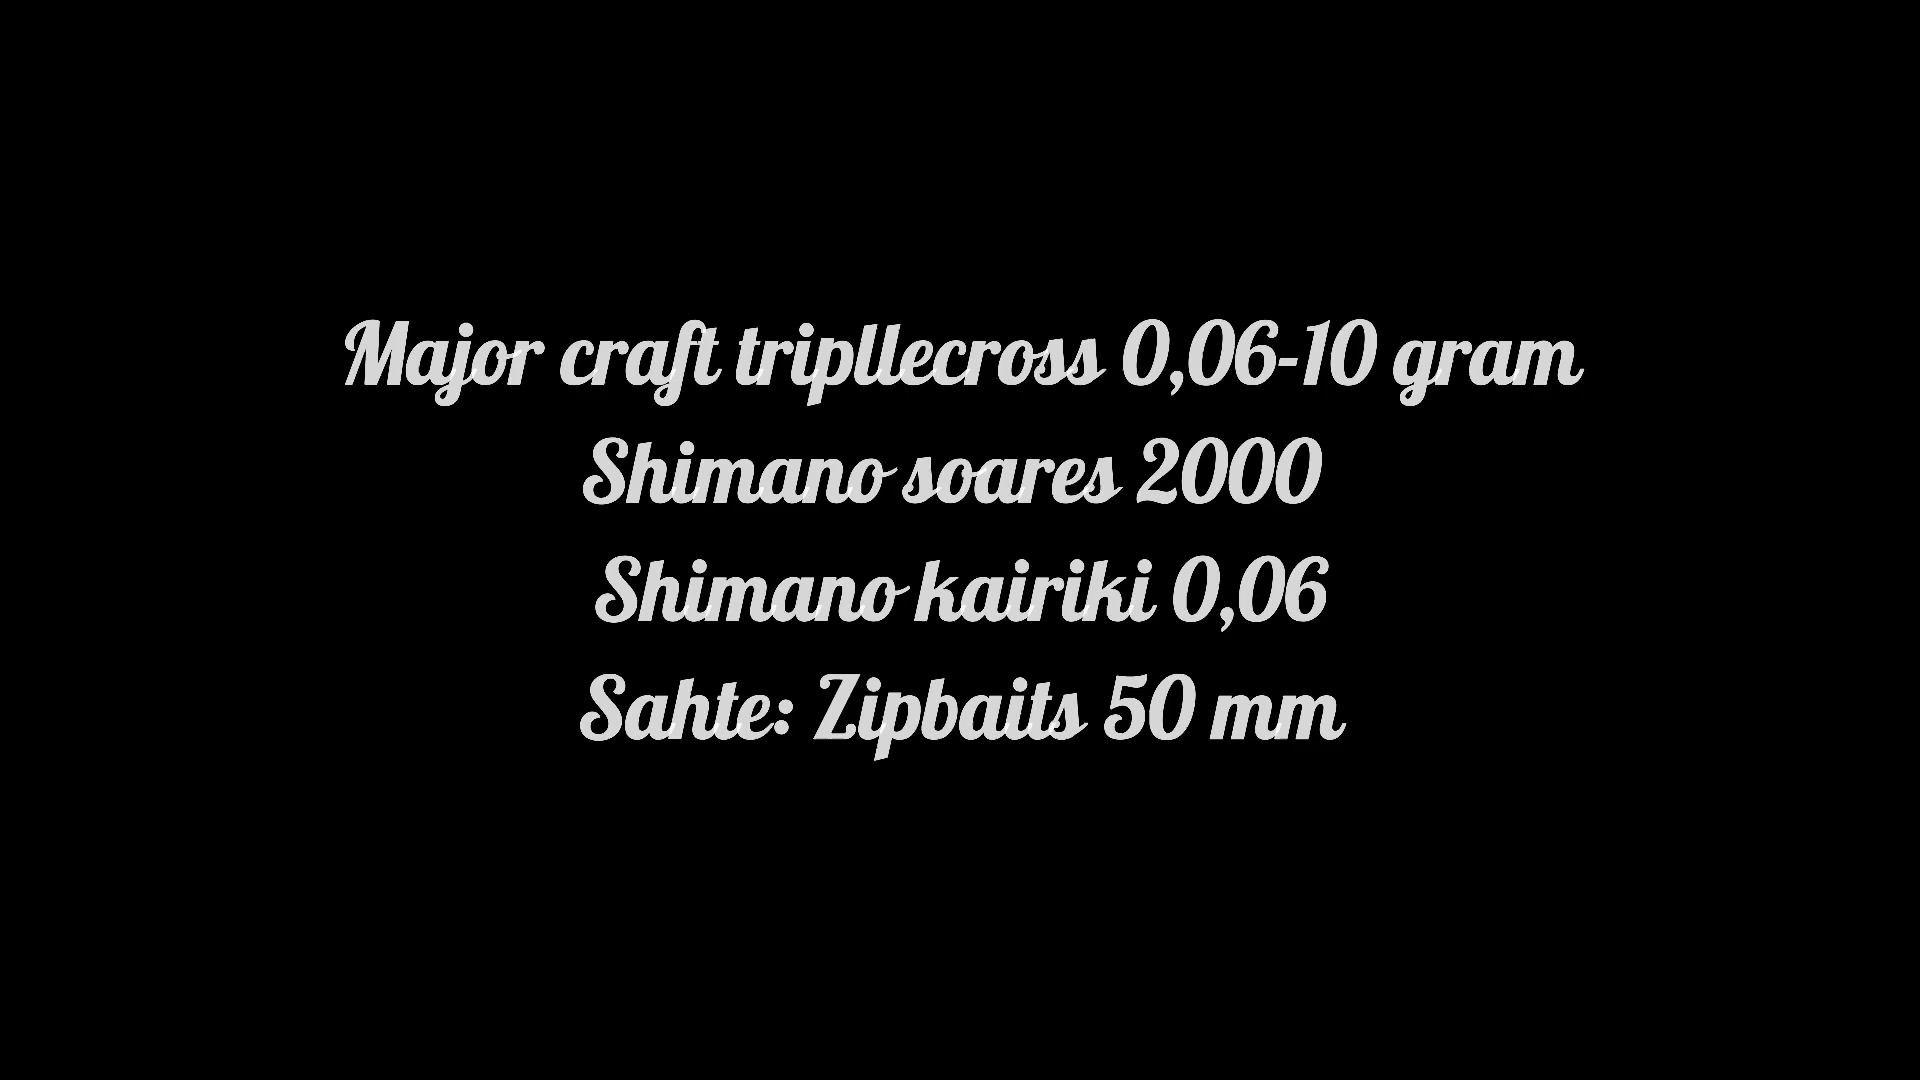 Major craft tripllecross 0,06-10 gram
Shimano soares 2000
Shimano kairiki 0,06
Sahte: Zipbaits 50 mm